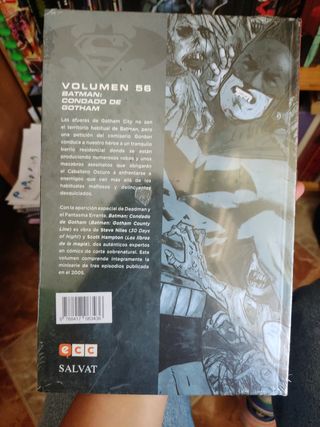 VOLUMEN 56
BATMAN:
CONDADO DE
GOTHAM
Las afueras de Gotham City no son
el territorio habitual de Batman, pero
una petición del comisario Gordon
conduce a nuestro héroe a un tranquilo
barrio residencial donde se están
produciendo numerosos robos y unos
macabros asesinatos que obligarán
al Caballero Oscuro a enfrentarse a
enemigos que van más allá de los
habituales mafiosos y delincuentes
desquiciados.
Con la aparición especial de Deadman y
el Fantasma Errante, Batman: Condado
de Gotham (Batman: Gotham County
Line) es obra de Steve Niles (30 Days
of Night) y Scott Hampton (Los libros
de la magia), dos auténticos expertos
en cómics de corte sobrenatural. Este
volumen comprende íntegramente la
miniserie de tres episodios publicada
en el 2005.
ecc
SALVAT